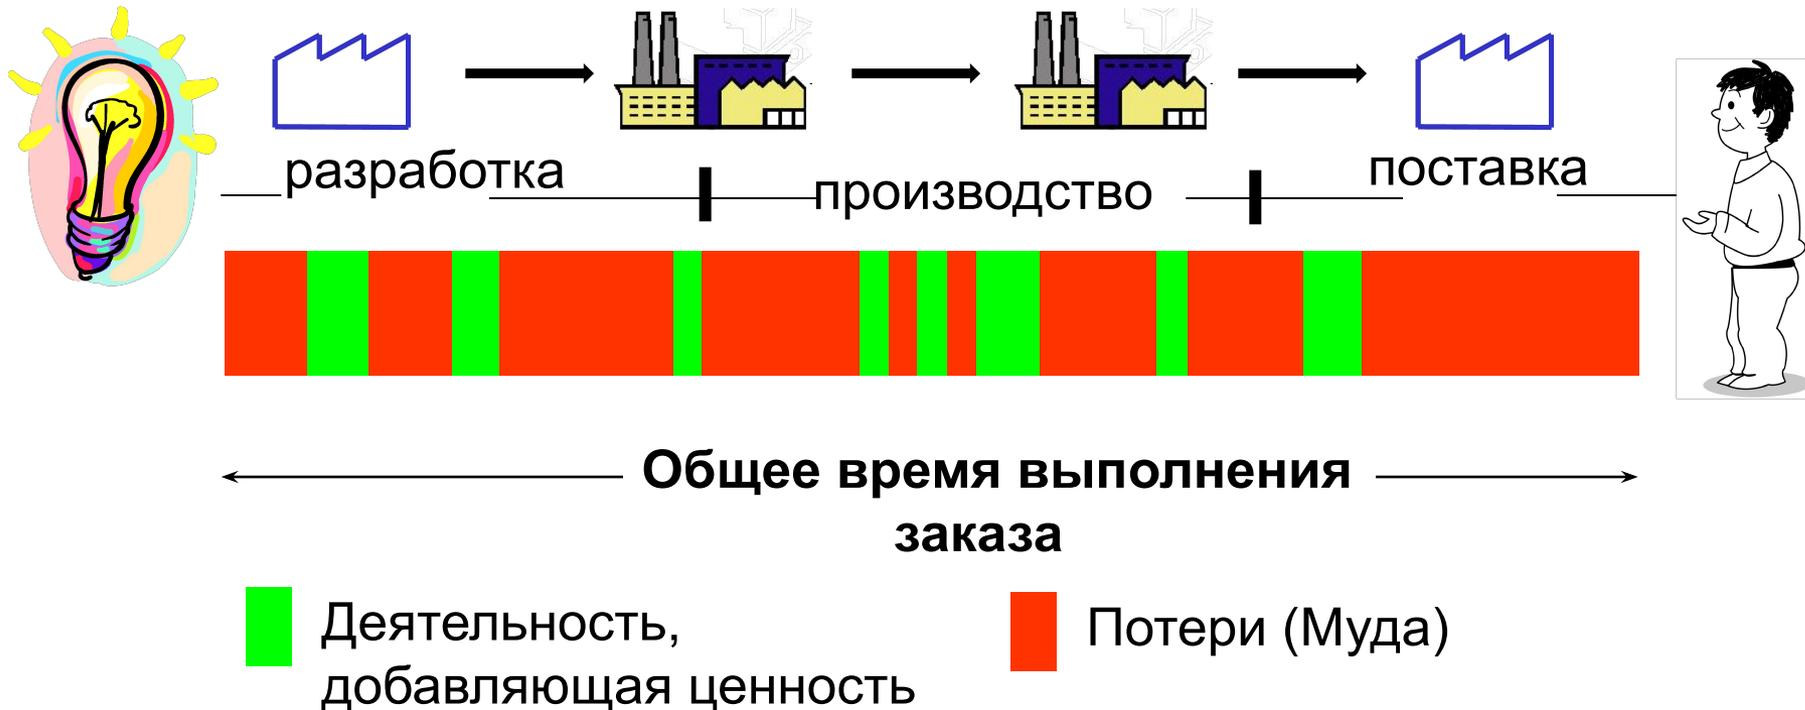 разработка
производство
поставка
Общее время выполнения
заказа
Деятельность,
добавляющая ценность
Потери (Муда)